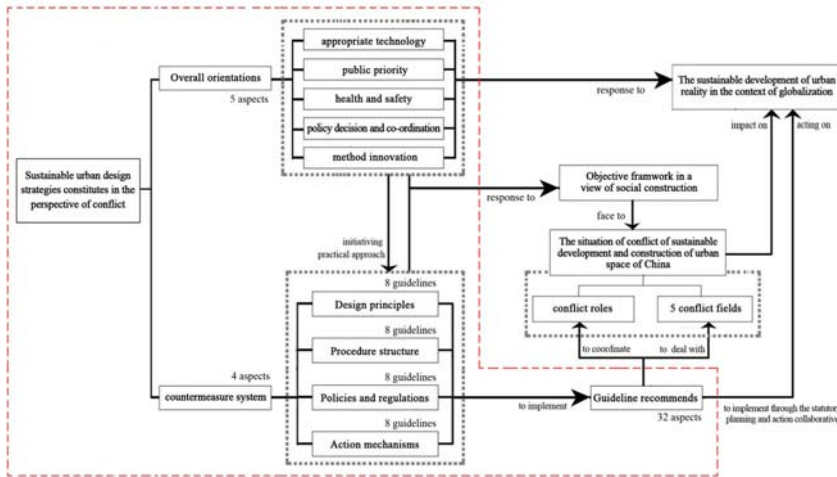 appropriate technology
public priority
health and safety
policy decision and co-ordination
method innovation
Overall orientations
5 aspects
response to
The sustainable development of urban
reality in the context of globalization
impact on
acting on
Sustainable urban design
strategies constitutes in the
perspective of conflict
Objective framwork in a
view of social construction
response to
face to
initiativing
practical approach
The situation of conflict of sustainable
development and construction of urban
space of China
conflict roles
5 conflict fields
to coordinate
to deal with
8 guidelines
Design principles
8 guidelines
Procedure structure
8 guidelines
Policies and regulations
8 guidelines
Action mechanisms
4 aspects
countermeasure system
to implement
Guideline recommends
32 aspects
to implement through the statutory
planning and action collaborative